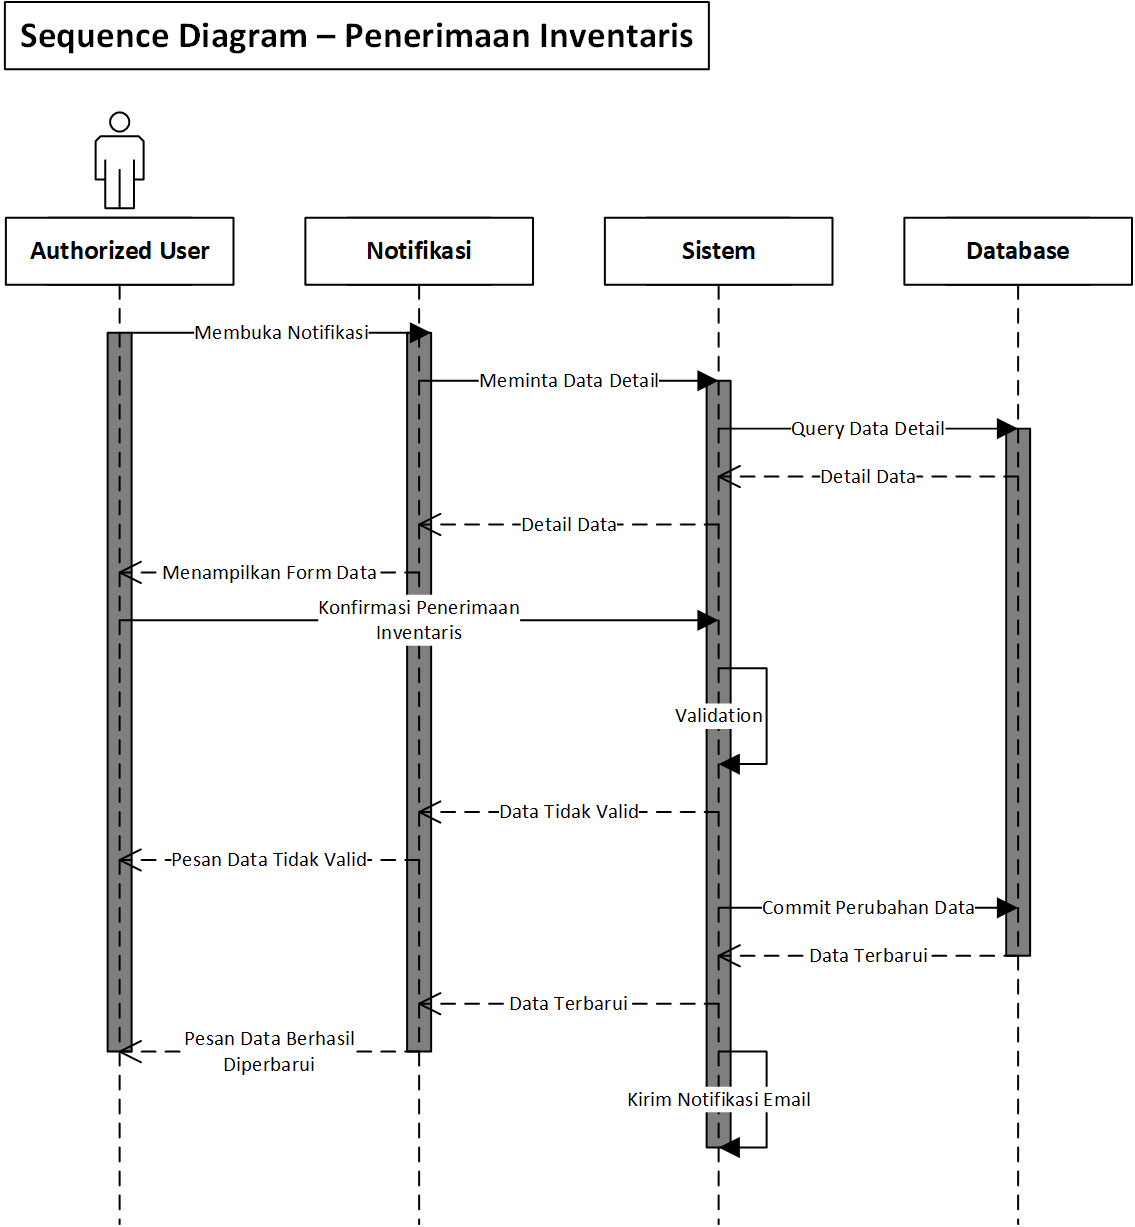 Sequence Diagram – Penerimaan Inventaris
Authorized User
Notifikasi
Sistem
Database
Membuka Notifikasi
Meminta Data Detail
Query Data Detail
Detail Data
Detail Data
Menampilkan Form Data
Konfirmasi Penerimaan
Inventaris
Validation
Data Tidak Valid
Pesan Data Tidak Valid
Commit Perubahan Data
Data Terbarui
Data Terbarui
Pesan Data Berhasil
Diperbarui
Kirim Notifikasi Email